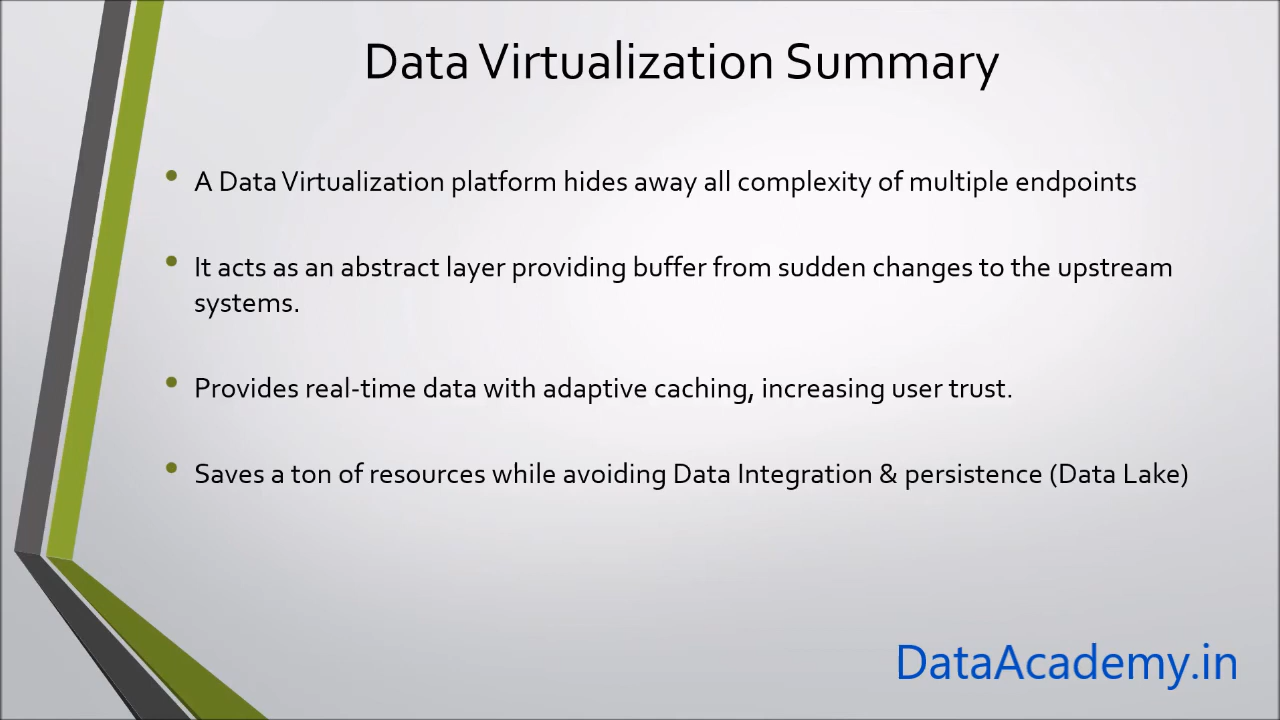 Data Virtualization Summary
• A Data Virtualization platform hides away all complexity of multiple endpoints
• It acts as an abstract layer providing buffer from sudden changes to the upstream
systems.
• Provides real-time data with adaptive caching, increasing user trust.
• Saves a ton of resources while avoiding Data Integration & persistence (Data Lake)
DataAcademy.in